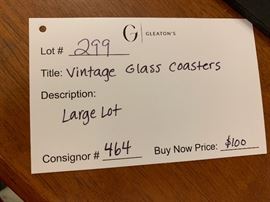 G | GLEATON'S
Lot # 299
Title: Vintage Glass Coasters
Description:
Large Lot
Consignor # 464 Buy Now Price: $100